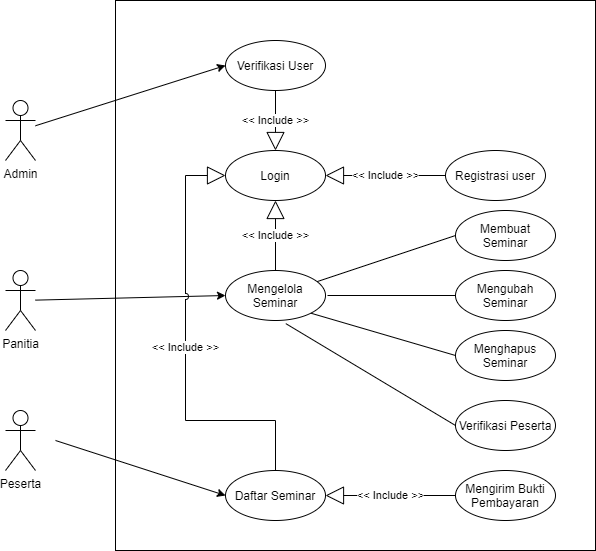 Verifikasi User
<< Include >>
Admin
Login
<< Include >>
Registrasi user
<< Include >>
Membuat
Seminar
Panitia
Mengelola
Seminar
Mengubah
Seminar
<< Include >>
Menghapus
Seminar
Verifikasi Peserta
Peserta
Daftar Seminar
<< Include >>
Mengirim Bukti
Pembayaran